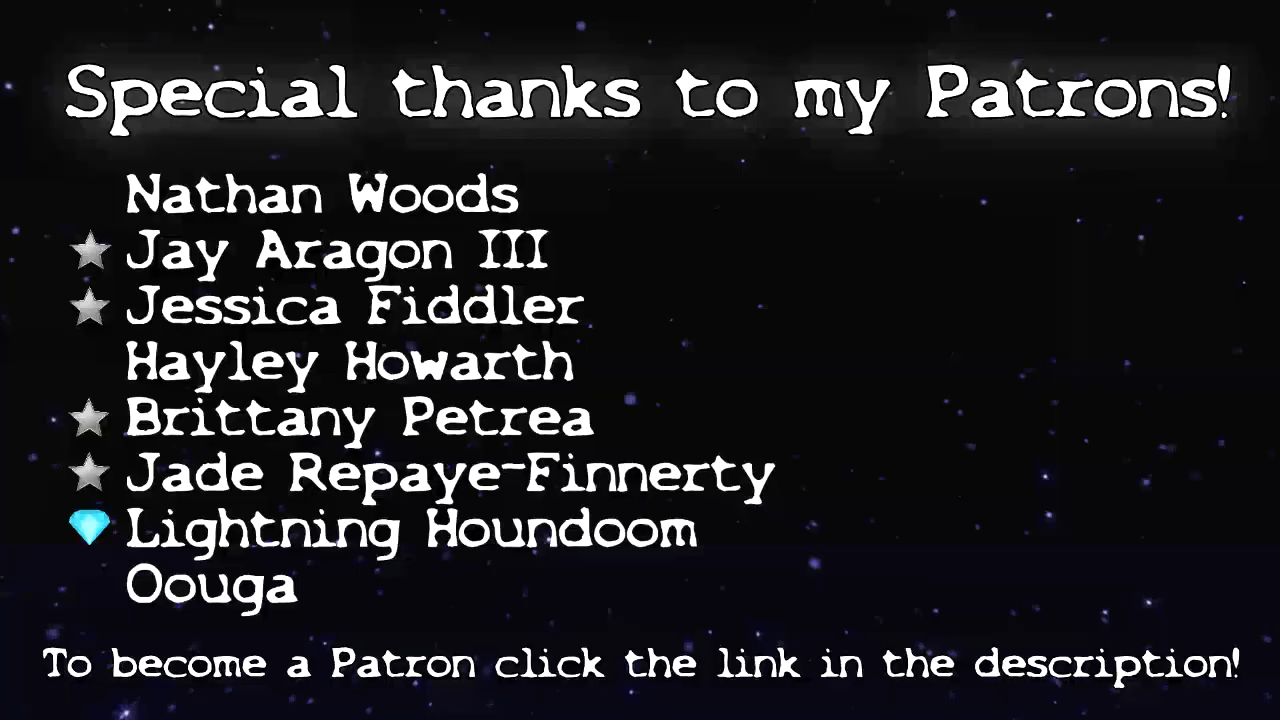 Special thanks to my Patrons!
Nathan Woods
Jay Aragon III
Jessica Fiddler
Hayley Howarth
Brittany Petrea
Jade Repaye-Finnerty
Lightning Houndoom
Oouga
To become a Patron click the link in the description!